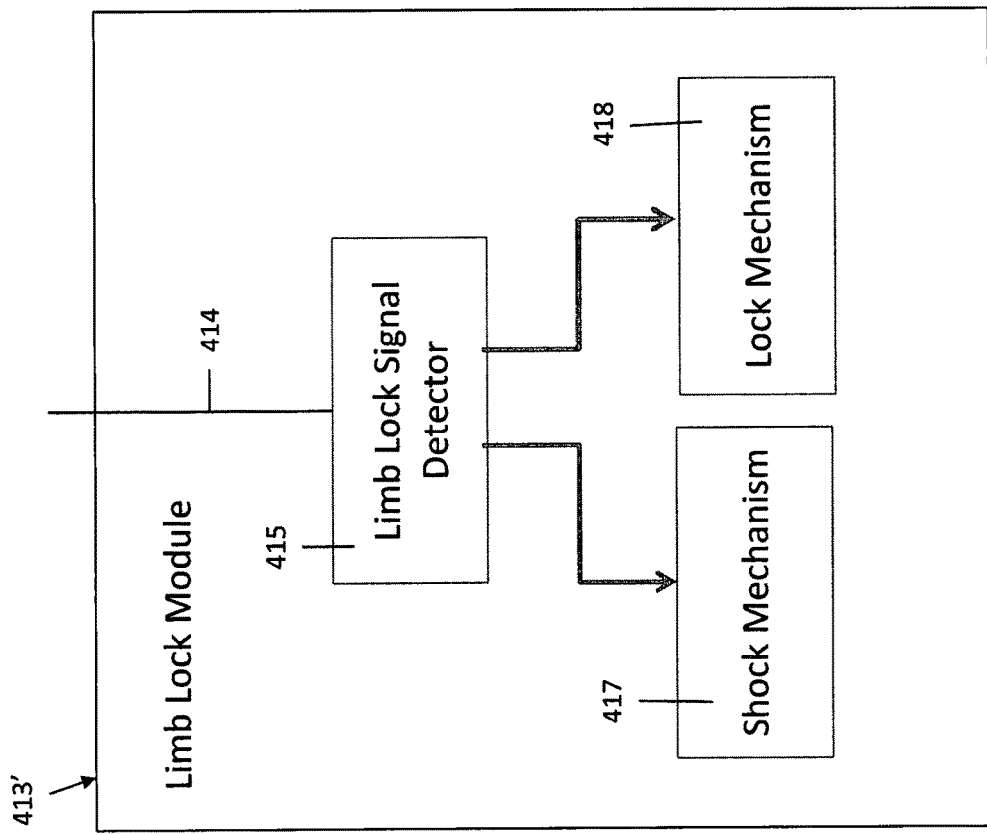 413'
Limb Lock Module
414
415
Limb Lock Signal
Detector
417
Shock Mechanism
418
Lock Mechanism